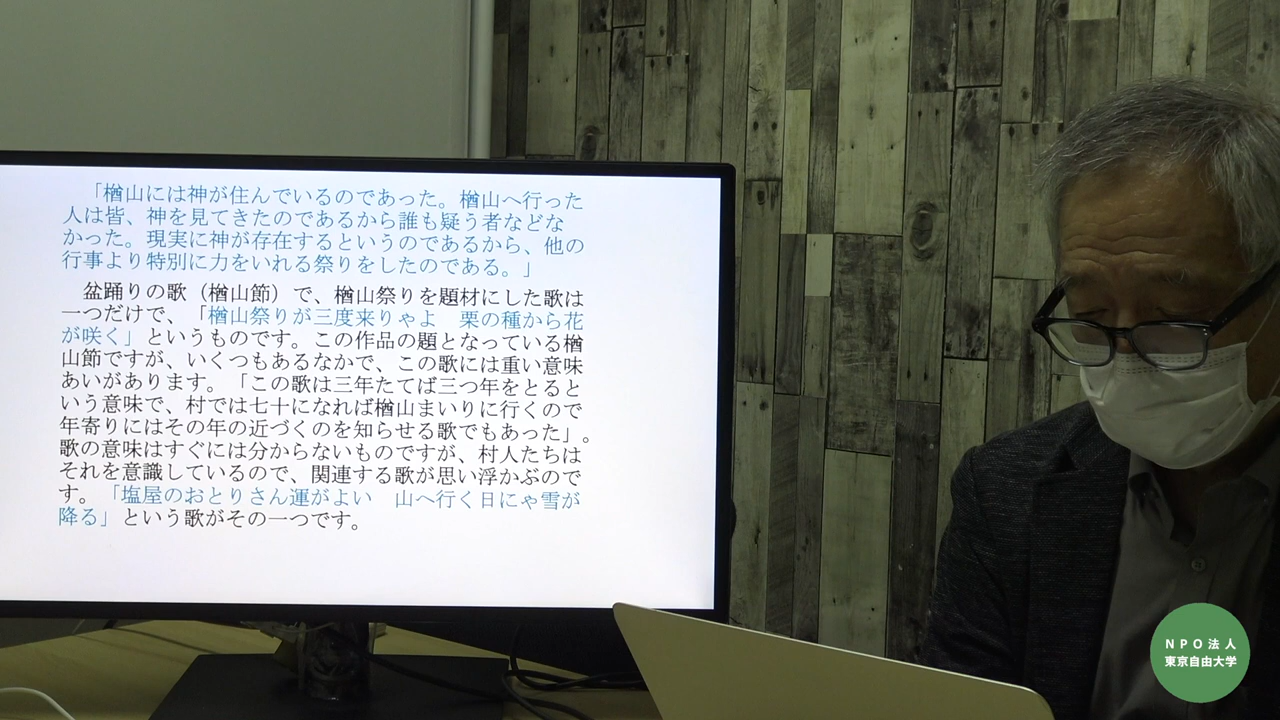 「楢山には神が住んでいるのであった。楢山へ行った
人は皆、神を見てきたのであるから誰も疑う者などな
かった。現実に神が存在するというのであるから、他の
行事より特別に力をいれる祭りをしたのである。」
盆踊りの歌（楢山節）で、楢山祭りを題材にした歌は
一つだけで、「楢山祭りが三度来りゃよ　栗の種から花
が咲く」というものです。この作品の題となっている楢
山節ですが、いくつもあるなかで、この歌には重い意味
あいがあります。「この歌は三年たてば三つ年をとると
いう意味で、村では七十になれば楢山まいりに行くので
年寄りにはその年の近づくのを知らせる歌でもあった」。
歌の意味はすぐには分からないものですが、村人たちは
それを意識しているので、関連する歌が思い浮かぶので
す。「塩屋のおとりさん運がよい　山へ行く日にゃ雪が
降る」という歌がその一つです。
NPO法人
東京自由大学